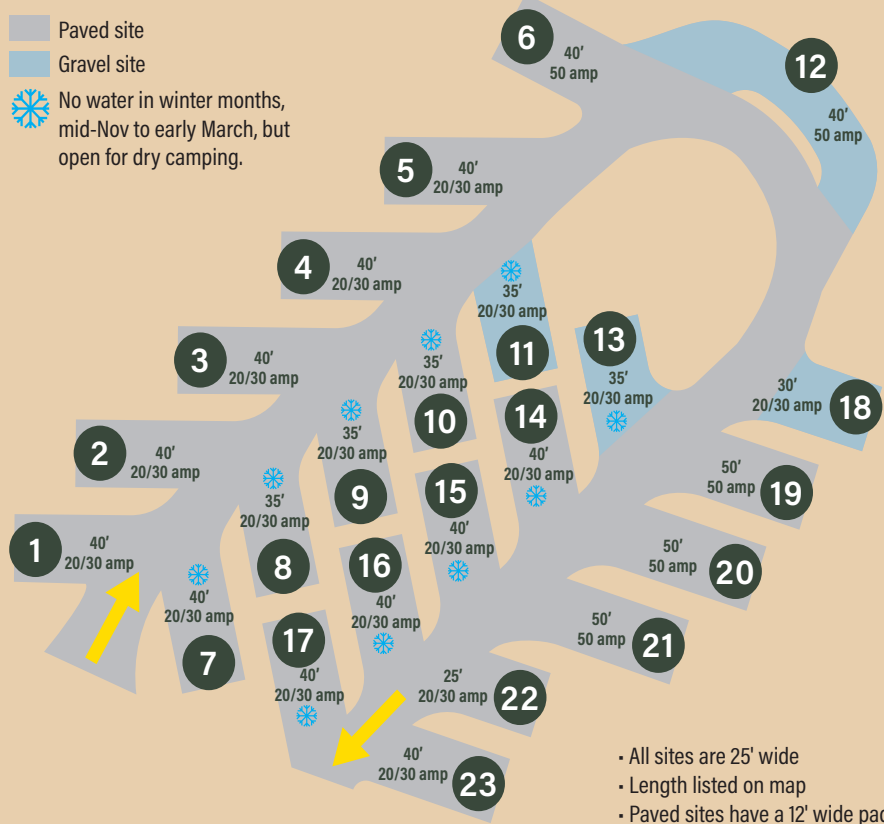 Paved site
Gravel site
No water in winter months,
mid-Nov to early March, but
open for dry camping.
6
40'
50 amp
12
40'
50 amp
5
40'
20/30 amp
4
40'
20/30 amp
3
40'
20/30 amp
2
40'
20/30 amp
1
40'
20/30 amp
35'
20/30 amp
11
13
35'
20/30 amp
35'
20/30 amp
10
14
40'
20/30 amp
30'
20/30 amp
18
35'
20/30 amp
9
15
40'
20/30 amp
50'
50 amp
19
35'
20/30 amp
8
16
40'
20/30 amp
50'
50 amp
20
40'
20/30 amp
7
17
40'
20/30 amp
50'
50 amp
21
25'
20/30 amp
22
40'
20/30 amp
23
• All sites are 25' wide
• Length listed on map
• Paved sites have a 12' wide pad